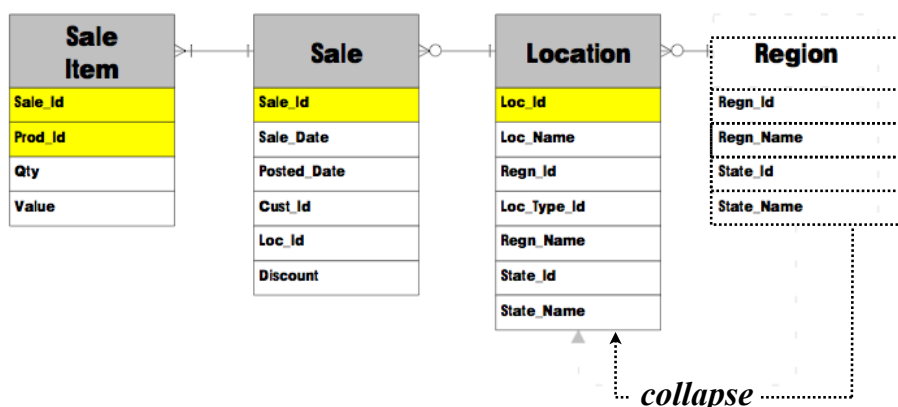 Sale
Item
Sale_Id
Prod_Id
Qty
Value
Sale
Sale_Id
Sale_Date
Posted_Date
Cust_Id
Loc_Id
Discount
Location
Loc_Id
Loc_Name
Regn_Id
Loc_Type_Id
Regn_Name
State_Id
State_Name
Region
Regn_Id
Regn_Name
State_Id
State_Name
collapse